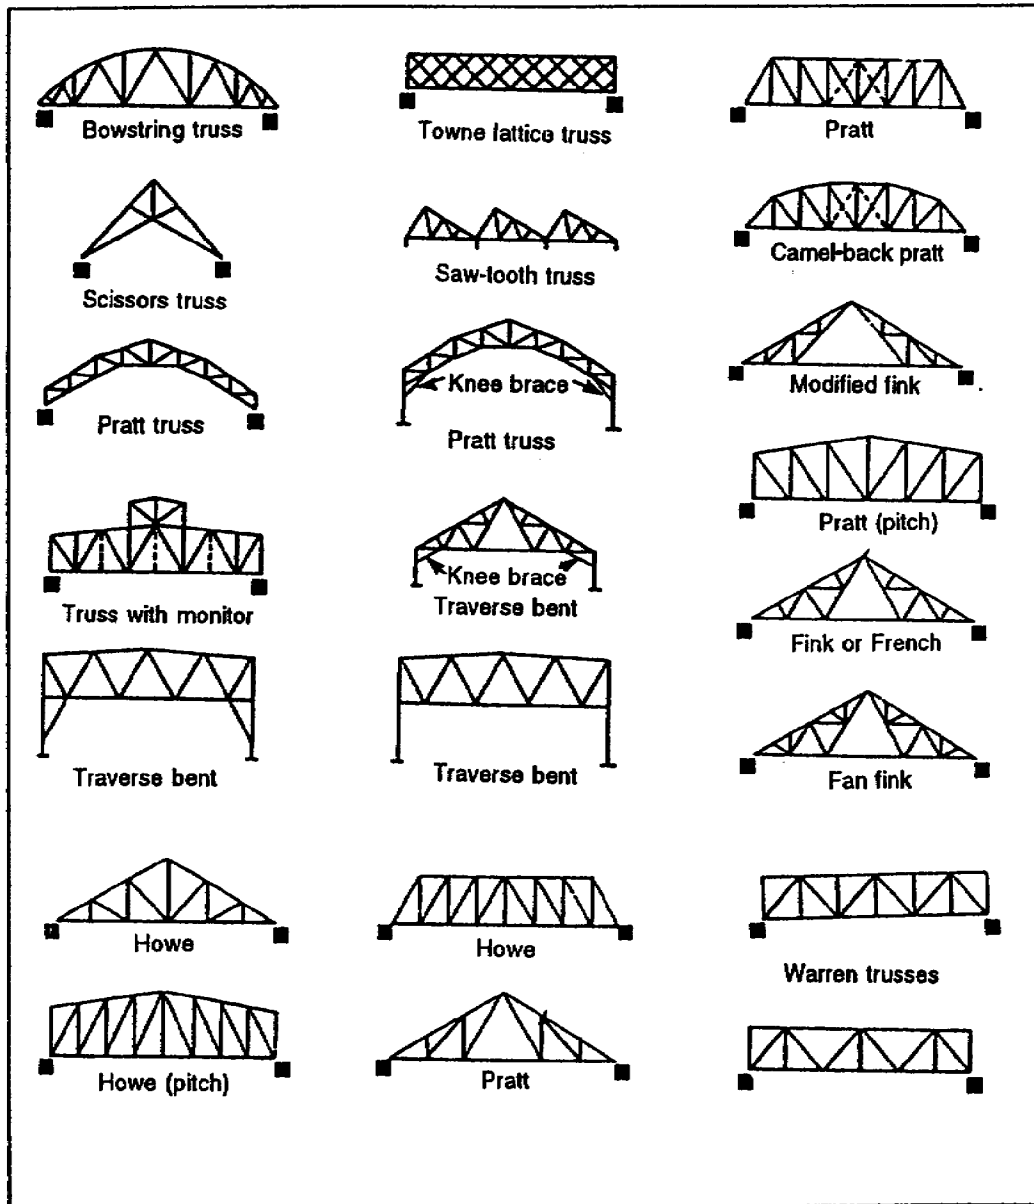 Bowstring truss
Towne lattice truss
Pratt
Scissors truss
Saw-tooth truss
Camel-back pratt
Pratt truss
Knee brace
Pratt truss
Modified fink
Truss with monitor
Knee brace
Traverse bent
Pratt (pitch)
Fink or French
Traverse bent
Traverse bent
Fan fink
Howe
Howe
Warren trusses
Howe (pitch)
Pratt